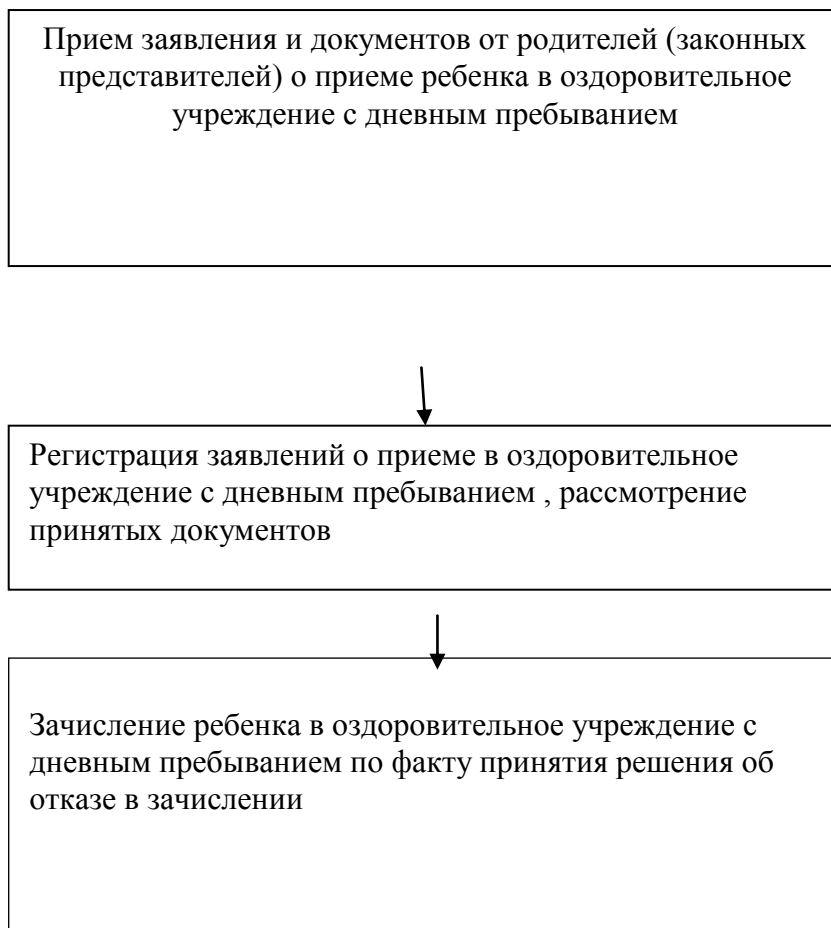 Прием заявления и документов от родителей (законных
представителей) о приеме ребенка в оздоровительное
учреждение с дневным пребыванием
Регистрация заявлений о приеме в оздоровительное
учреждение с дневным пребыванием , рассмотрение
принятых документов
Зачисление ребенка в оздоровительное учреждение с
дневным пребыванием по факту принятия решения об
отказе в зачислении